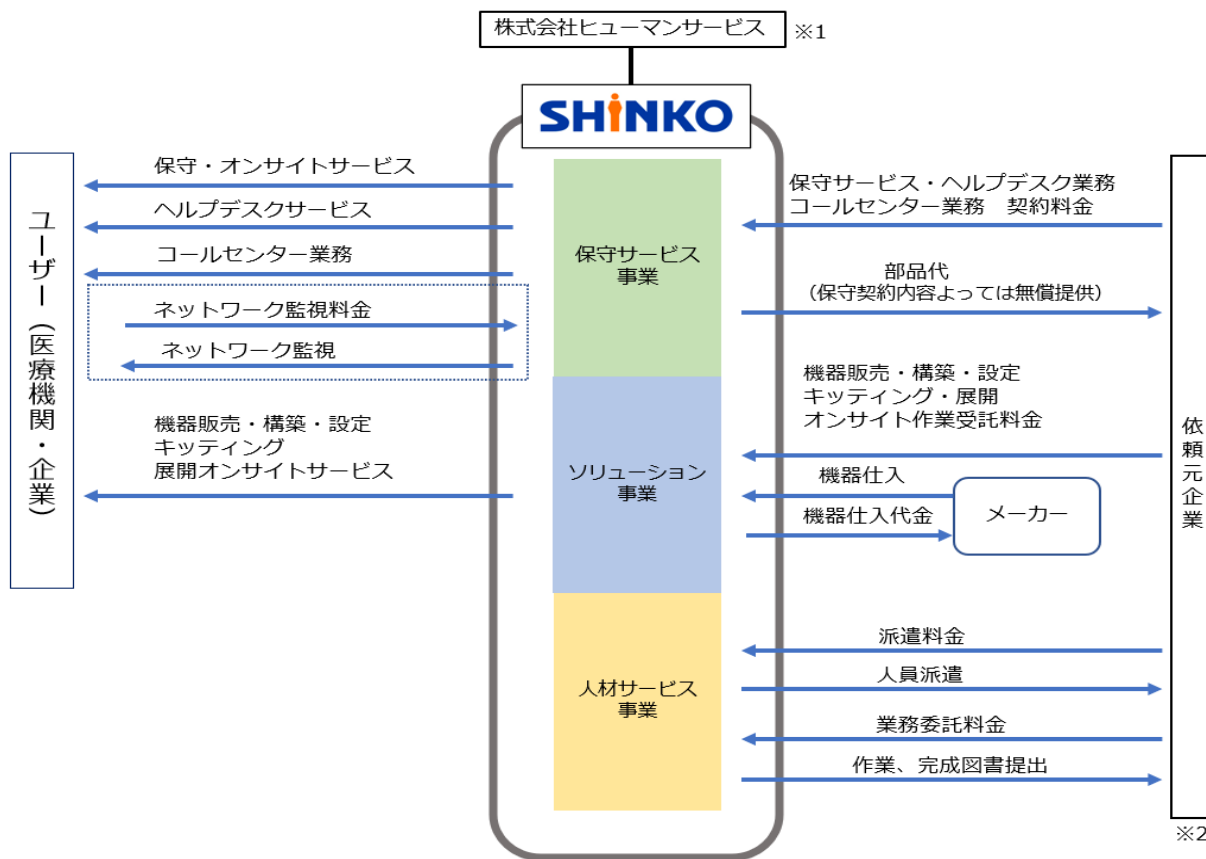 株式会社ヒューマンサービス
※1
SHiNKO
ユーザー(医療機関・企業)
保守・オンサイトサービス
ヘルプデスクサービス
コールセンター業務
ネットワーク監視料金
ネットワーク監視
機器販売・構築・設定
キッティング
展開オンサイトサービス
保守サービス
事業
ソリューション
事業
人材サービス
事業
保守サービス・ヘルプデスク業務
コールセンター業務 契約料金
部品代
(保守契約内容よっては無償提供)
機器販売・構築・設定
キッティング・展開
オンサイト作業受託料金
機器仕入
機器仕入代金
メーカー
派遣料金
人員派遣
業務委託料金
作業、完成図書提出
依頼元企業
※2